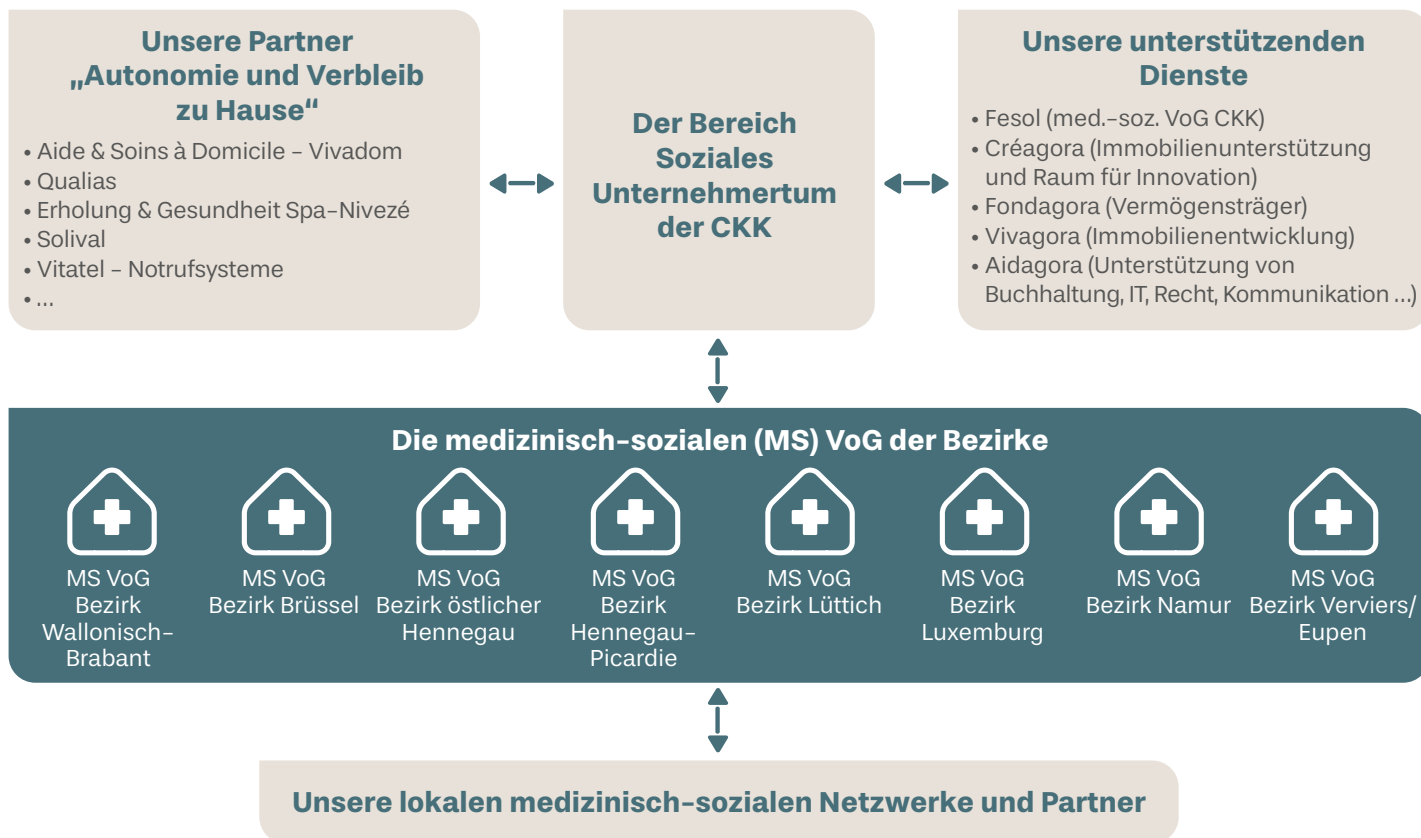 Unsere Partner
„Autonomie und Verbleib
zu Hause“
• Aide & Soins à Domicile – Vivadom
• Qualias
• Erholung & Gesundheit Spa-Nivezé
• Solival
• Vitatel – Notrufsysteme
• ...
Der Bereich
Soziales
Unternehmertum
der CKK
Unsere unterstützenden
Dienste
• Fesol (med.-soz. VoG CKK)
• Créagora (Immobilienunterstützung
und Raum für Innovation)
• Fondagora (Vermögensträger)
• Vivagora (Immobilienentwicklung)
• Aidagora (Unterstützung von
Buchhaltung, IT, Recht, Kommunikation ...)
Die medizinisch-sozialen (MS) VoG der Bezirke
MS VoG
Bezirk
Wallonisch-
Brabant
MS VoG
Bezirk Brüssel
MS VoG
Bezirk östlicher
Hennegau
MS VoG
Bezirk
Hennegau-
Picardie
MS VoG
Bezirk Lüttich
MS VoG
Bezirk
Luxemburg
MS VoG
Bezirk Namur
MS VoG
Bezirk Verviers/
Eupen
Unsere lokalen medizinisch-sozialen Netzwerke und Partner